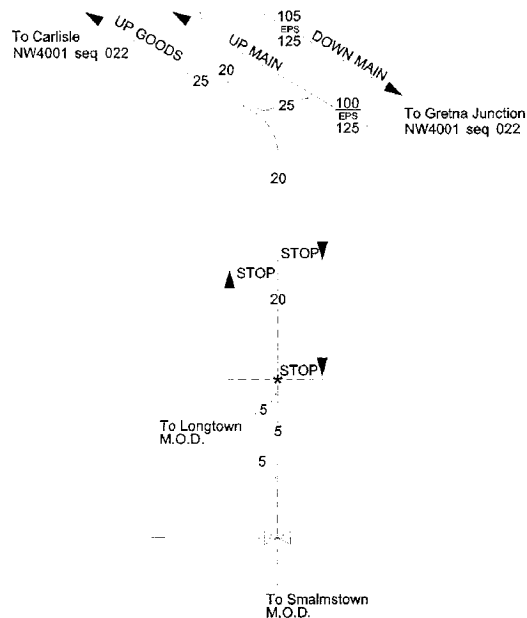 105
EPS
125
To Carlisle
NW4001 seq 022
UP GOODS
UP MAIN
DOWN MAIN
25
20
25
100
EPS
125
To Gretna Junction
NW4001 seq 022
20
STOP
STOP
20
STOP
5
To Longtown
M.O.D.
5
5
To Smalmstown
M.O.D.